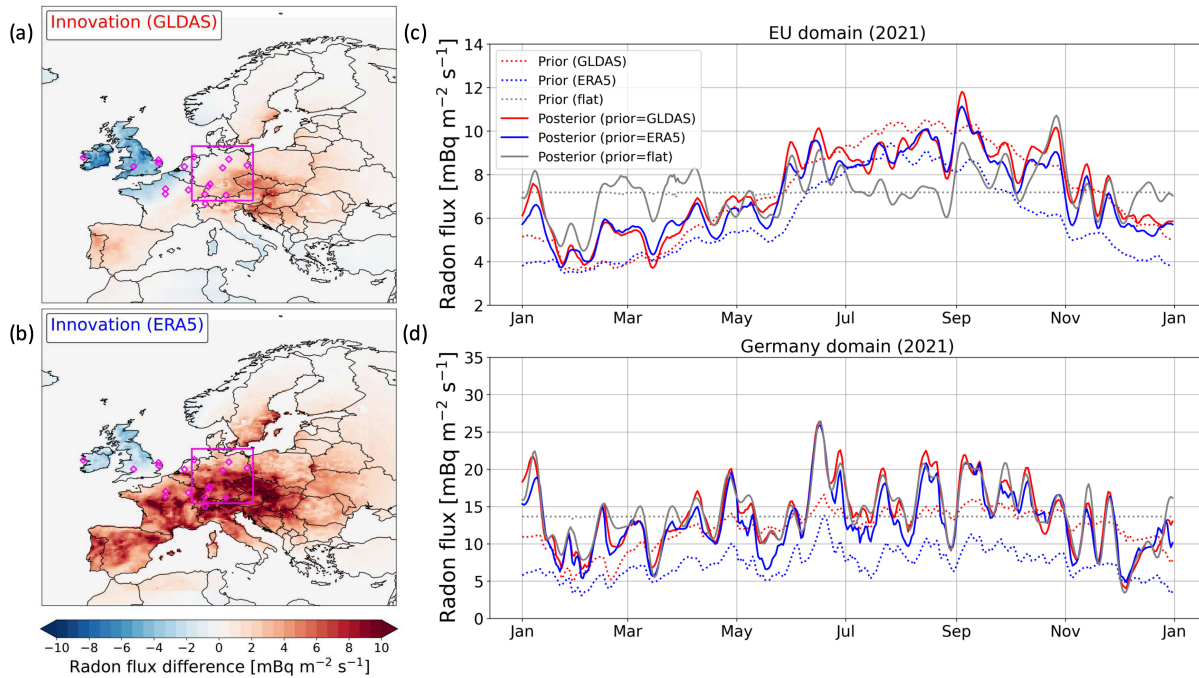 (a)
Innovation (GLDAS)
(b)
Innovation (ERA5)
−10 −8 −6 −4 −2 0 2 4 6 8 10
Radon flux difference [mBq m⁻² s⁻¹]
(c)
EU domain (2021)
Radon flux [mBq m⁻² s⁻¹]
14
12
10
8
6
4
2
Prior (GLDAS)
Prior (ERA5)
Prior (flat)
Posterior (prior=GLDAS)
Posterior (prior=ERA5)
Posterior (prior=flat)
Jan Mar May Jul Sep Nov Jan
(d)
Germany domain (2021)
Radon flux [mBq m⁻² s⁻¹]
35
30
25
20
15
10
5
0
Jan Mar May Jul Sep Nov Jan